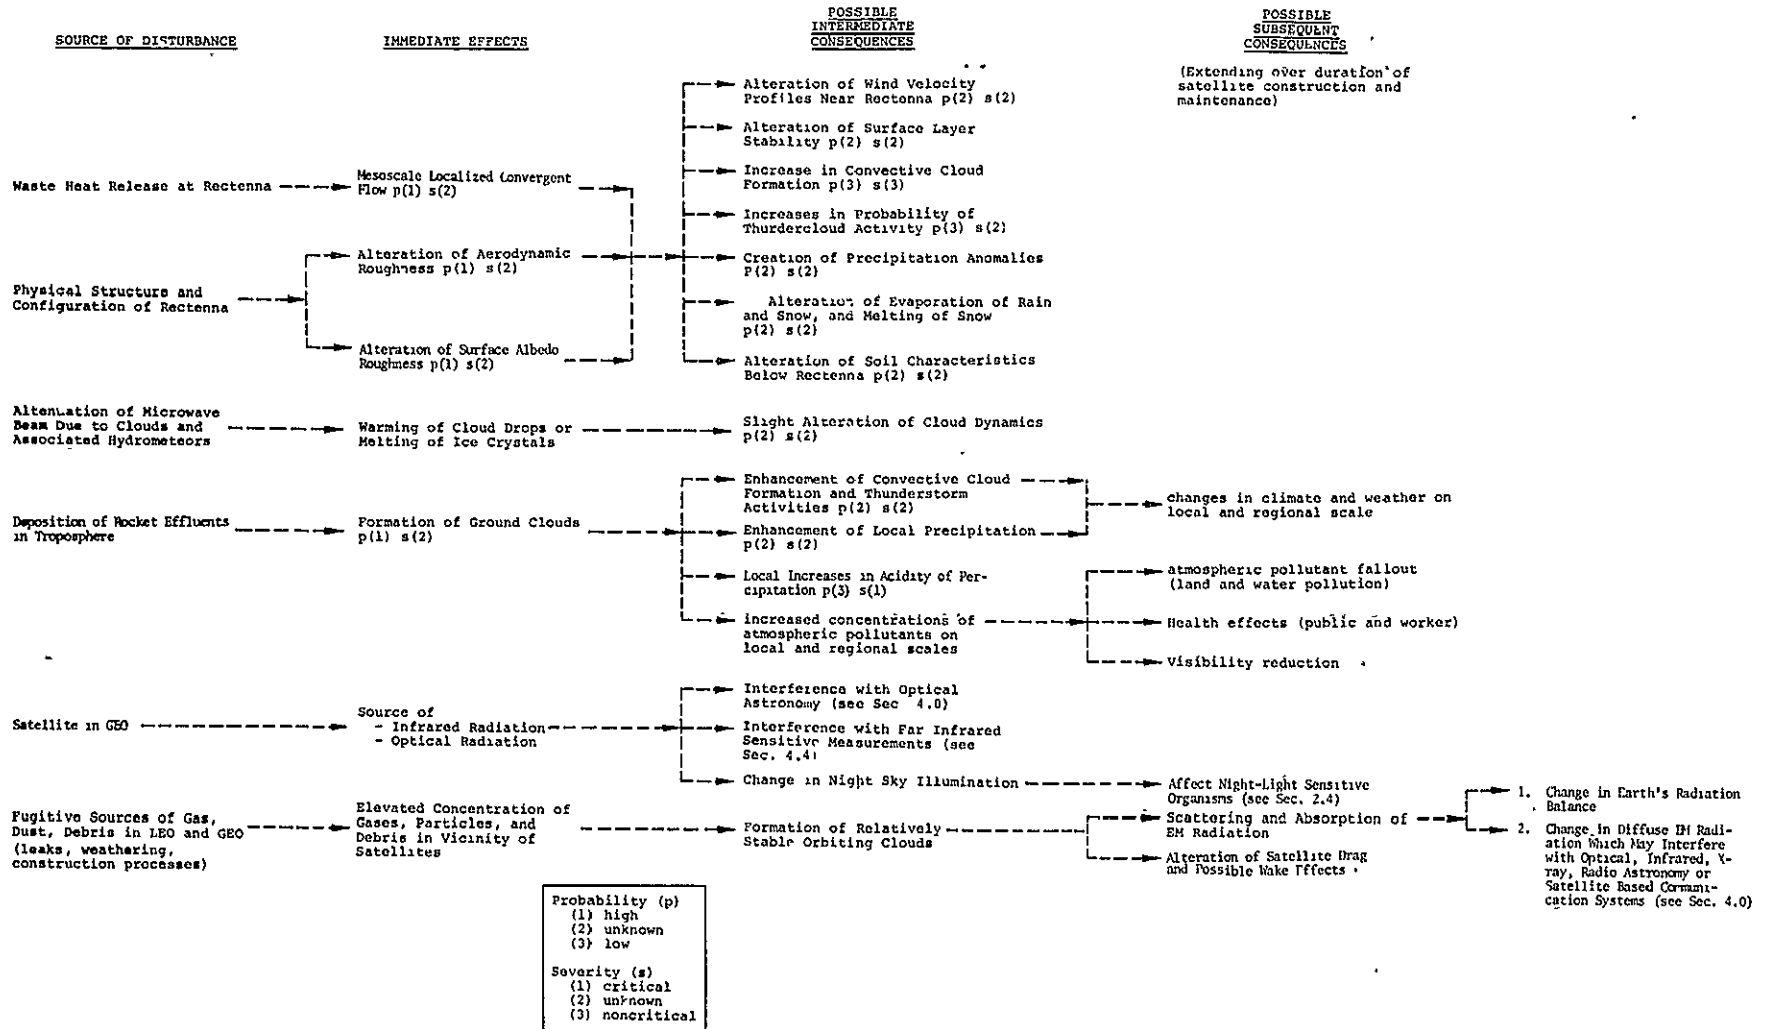 SOURCE OF DISTURBANCE
IMMEDIATE EFFECTS
POSSIBLE
INTERMEDIATE
CONSEQUENCES
POSSIBLE
SUBSEQUENT
CONSEQUENCES
(Extending over duration of
satellite construction and
maintenance)
Waste Heat Release at Rectenna
Mesoscale Localized Convergent
Flow p(1) s(2)
Physical Structure and
Configuration of Rectenna
Alteration of Aerodynamic
Roughness p(1) s(2)
Alteration of Surface Albedo
Roughness p(1) s(2)
Alteration of Wind Velocity
Profiles Near Rectenna p(2) s(2)
Alteration of Surface Layer
Stability p(2) s(2)
Increase in Convective Cloud
Formation p(3) s(3)
Increases in Probability of
Thurdercloud Activity p(3) s(2)
Creation of Precipitation Anomalies
P(2) s(2)
Alteration of Evaporation of Rain
and Snow, and Melting of Snow
p(2) s(2)
Alteration of Soil Characteristics
Below Rectenna p(2) s(2)
Attenuation of Microwave
Beam Due to Clouds and
Associated Hydrometeors
Warming of Cloud Drops or
Melting of Ice Crystals
Slight Alteration of Cloud Dynamics
p(2) s(2)
Deposition of Rocket Effluents
in Troposphere
Formation of Ground Clouds
p(1) s(2)
Enhancement of Convective Cloud
Formation and Thunderstorm
Activities p(2) s(2)
Enhancement of Local Precipitation
p(2) s(2)
Local Increases in Acidity of Per-
cipitation p(3) s(1)
increased concentrations of
atmospheric pollutants on
local and regional scales
changes in climate and weather on
local and regional scale
atmospheric pollutant fallout
(land and water pollution)
Health effects (public and worker)
Visibility reduction
Satellite in GEO
Source of
- Infrared Radiation
- Optical Radiation
Interference with Optical
Astronomy (see Sec 4.0)
Interference with Far Infrared
Sensitive Measurements (see
Sec. 4.4)
Change in Night Sky Illumination
Affect Night-Light Sensitive
Organisms (see Sec. 2.4)
Fugitive Sources of Gas,
Dust, Debris in LEO and GEO
(leaks, weathering,
construction processes)
Elevated Concentration of
Gases, Particles, and
Debris in Vicinity of
Satellites
Formation of Relatively
Stable Orbiting Clouds
Scattering and Absorption of
EM Radiation
Alteration of Satellite Drag
and Possible Wake Effects
1. Change in Earth's Radiation
Balance
2. Change in Diffuse EM Radi-
ation Which May Interfere
with Optical, Infrared, X-
ray, Radio Astronomy or
Satellite Based Communi-
cation Systems (see Sec. 4.0)
Probability (p)
(1) high
(2) unknown
(3) low
Severity (s)
(1) critical
(2) unknown
(3) noncritical